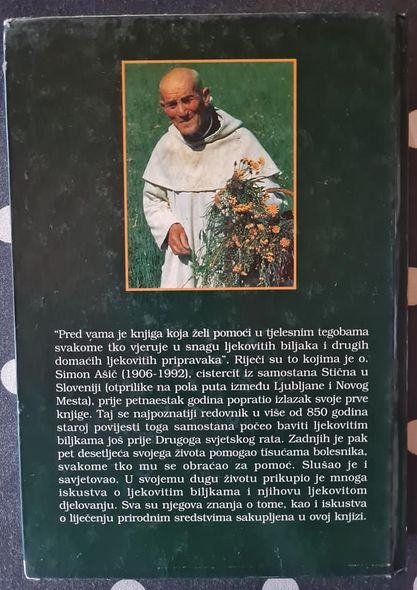 "Pred vama je knjiga koja želi pomoći u tjelesnim tegobama
svakome tko vjeruje u snagu ljekovitih biljaka i drugih
domaćih ljekovitih pripravaka". Riječi su to kojima je o.
Simon Ašič (1906-1992), cistercit iz samostana Stična u
Sloveniji (otprilike na pola puta između Ljubljane i Novog
Mesta), prije petnaestak godina popratio izlazak svoje prve
knjige. Taj se najpoznatiji redovnik u više od 850 godina
staroj povijesti toga samostana počeo baviti ljekovitim
biljkama još prije Drugoga svjetskog rata. Zadnjih je pak
pet desetljeća svojega života pomogao tisućama bolesnika,
svakome tko mu se obraćao za pomoć. Slušao je i
savjetovao. U svojemu dugu životu prikupio je mnoga
iskustva o ljekovitim biljkama i njihovu ljekovitom
djelovanju. Sva su njegova znanja o tome, kao i iskustva
o liječenju prirodnim sredstvima sakupljena u ovoj knjizi.